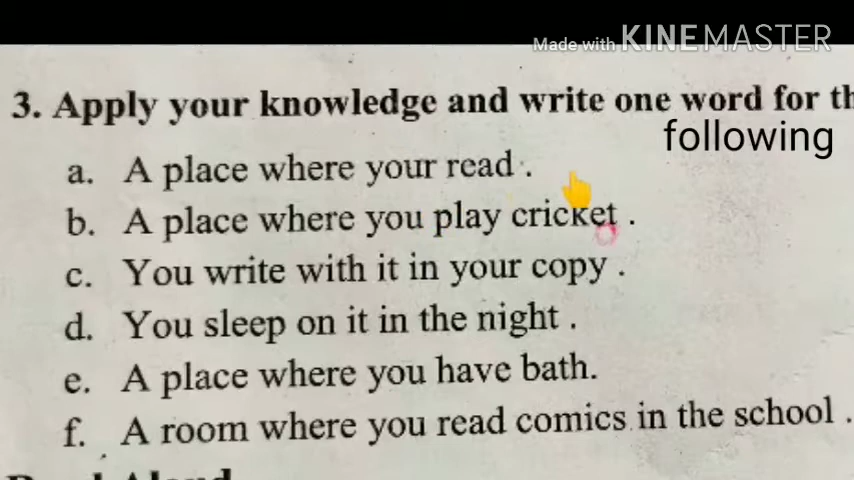 Made with KINEMASTER
3. Apply your knowledge and write one word for th
following
a. A place where your read .
b. A place where you play cricket .
c. You write with it in your copy .
d. You sleep on it in the night .
e. A place where you have bath.
f. A room where you read comics in the school .
Read Aloud